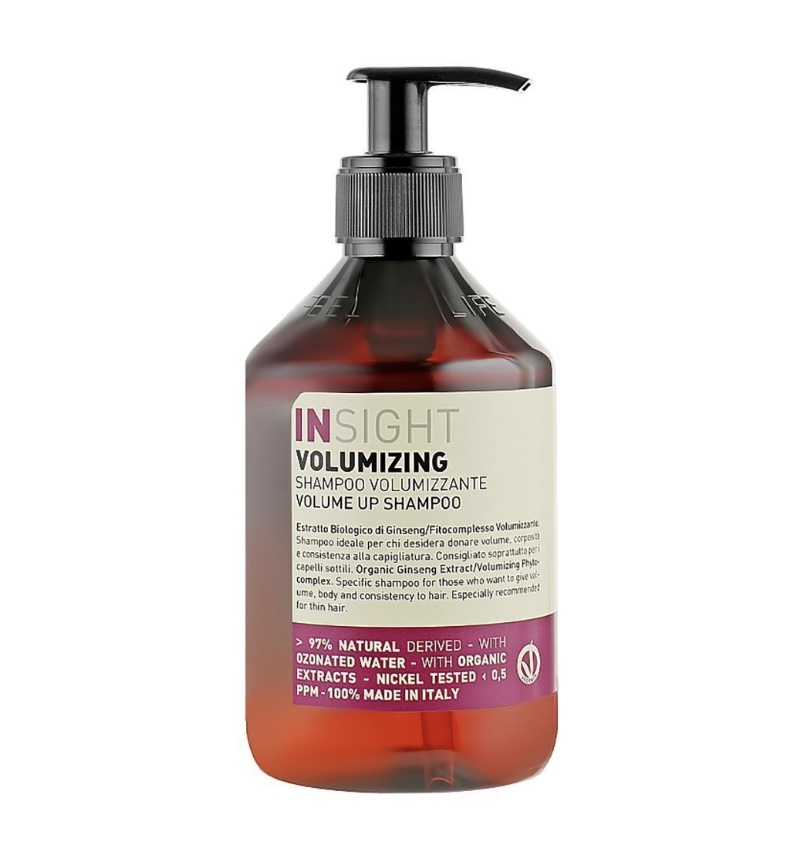 INSIGHT
VOLUMIZING
SHAMPOO VOLUMIZZANTE
VOLUME UP SHAMPOO
Estratto Biologico di Ginseng/Fitocomplesso Volumizzante.
Shampoo ideale per chi desidera donare volume, corposità
e consistenza alla capigliatura. Consigliato soprattutto per i
capelli sottili. Organic Ginseng Extract/Volumizing Phyto-
complex. Specific shampoo for those who want to give vol-
ume, body and consistency to hair. Especially recommended
for thin hair.
> 97% NATURAL DERIVED - WITH
OZONATED WATER - WITH ORGANIC
EXTRACTS - NICKEL TESTED < 0,5
PPM - 100% MADE IN ITALY